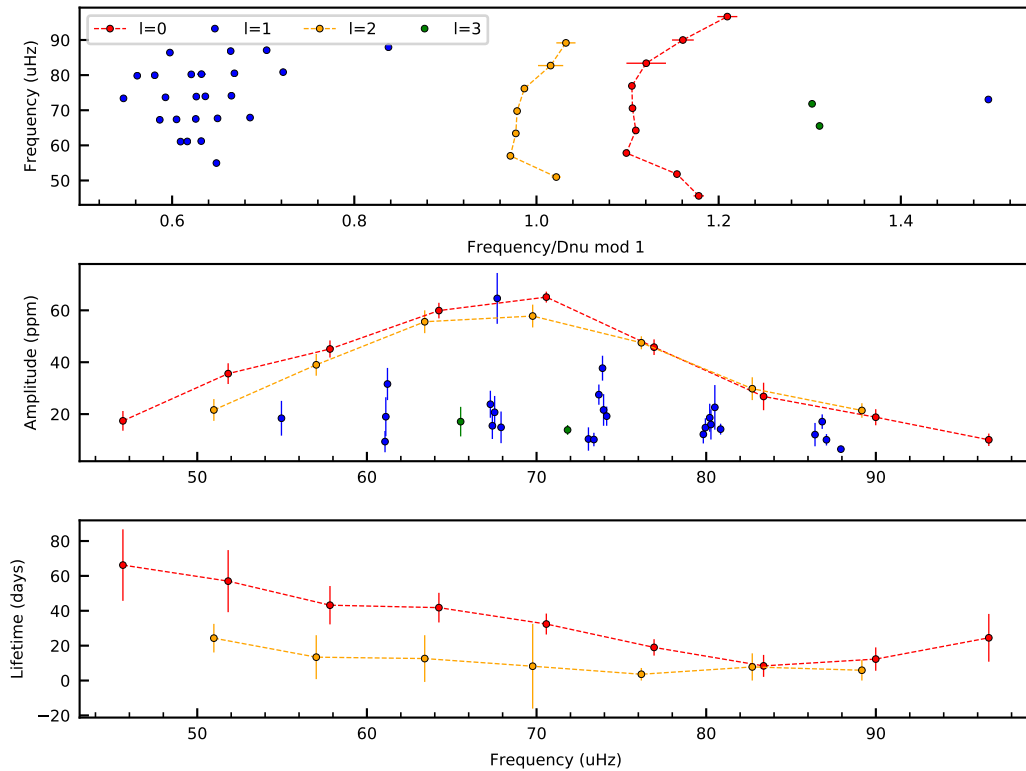 l=0 l=1 l=2 l=3
Frequency (uHz)
90
80
70
60
50
0.6 0.8 1.0 1.2 1.4
Frequency/Dnu mod 1
Amplitude (ppm)
60
40
20
50 60 70 80 90
Lifetime (days)
80
60
40
20
0
−20
50 60 70 80 90
Frequency (uHz)